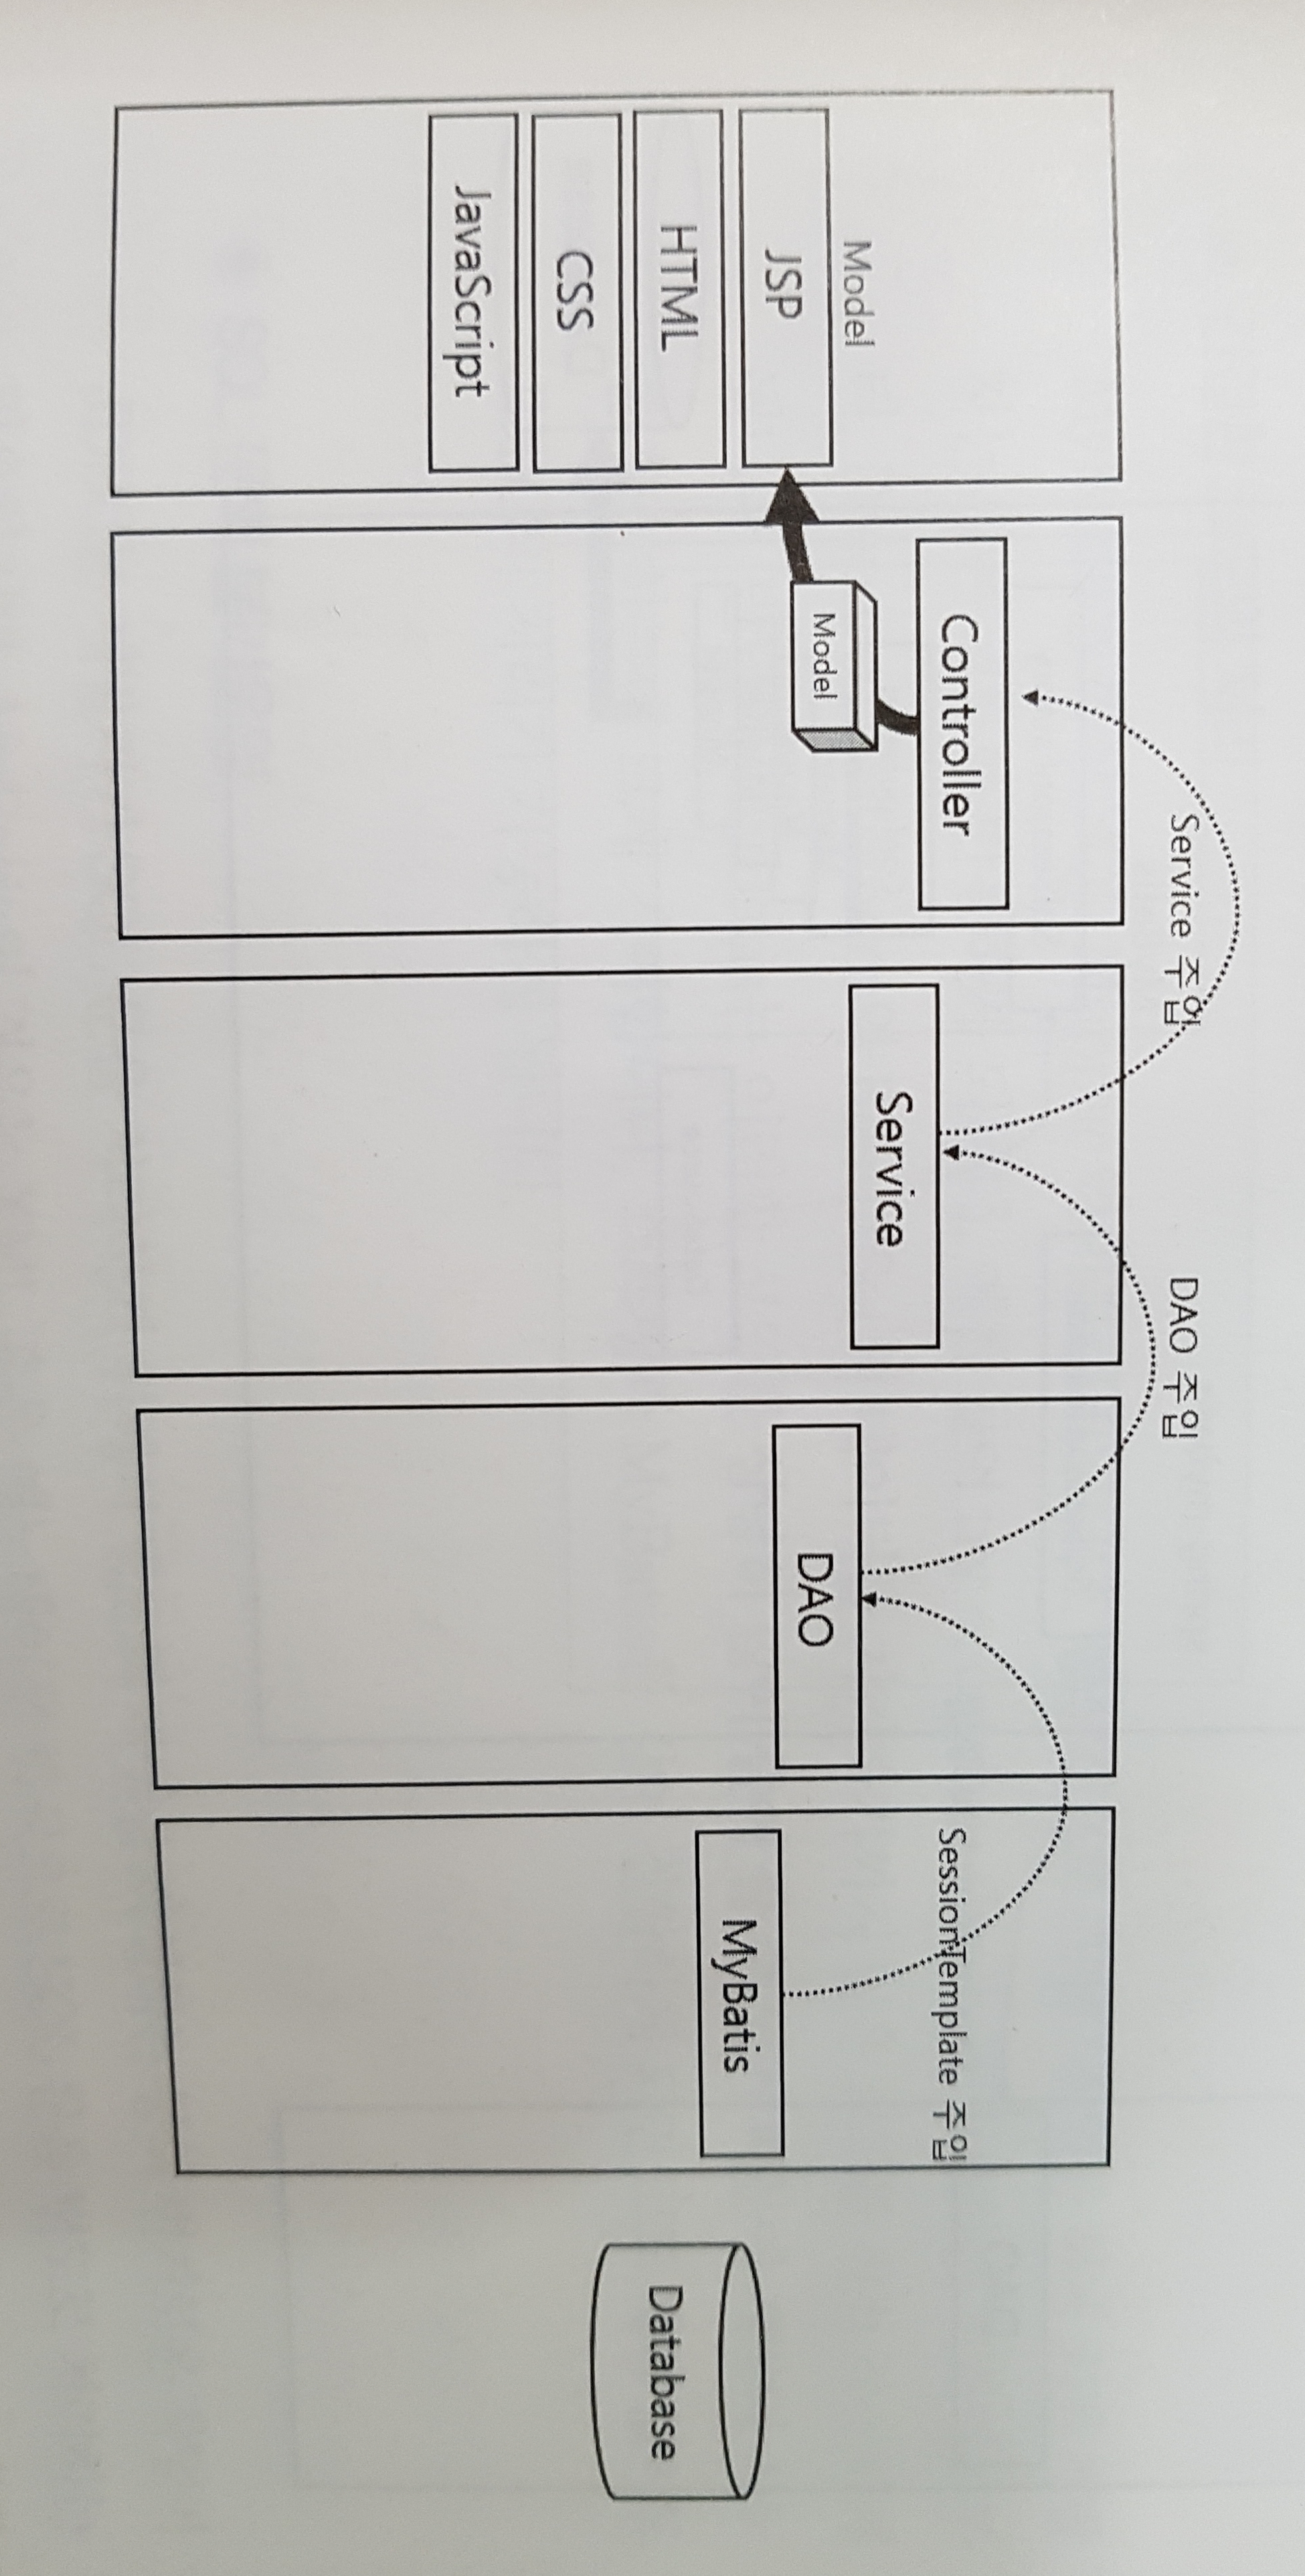 Service 주입
DAO 주입
SessionTemplate 주입
Controller
Service
Model
Model
DAO
JSP
MyBatis
HTML
Database
CSS
JavaScript